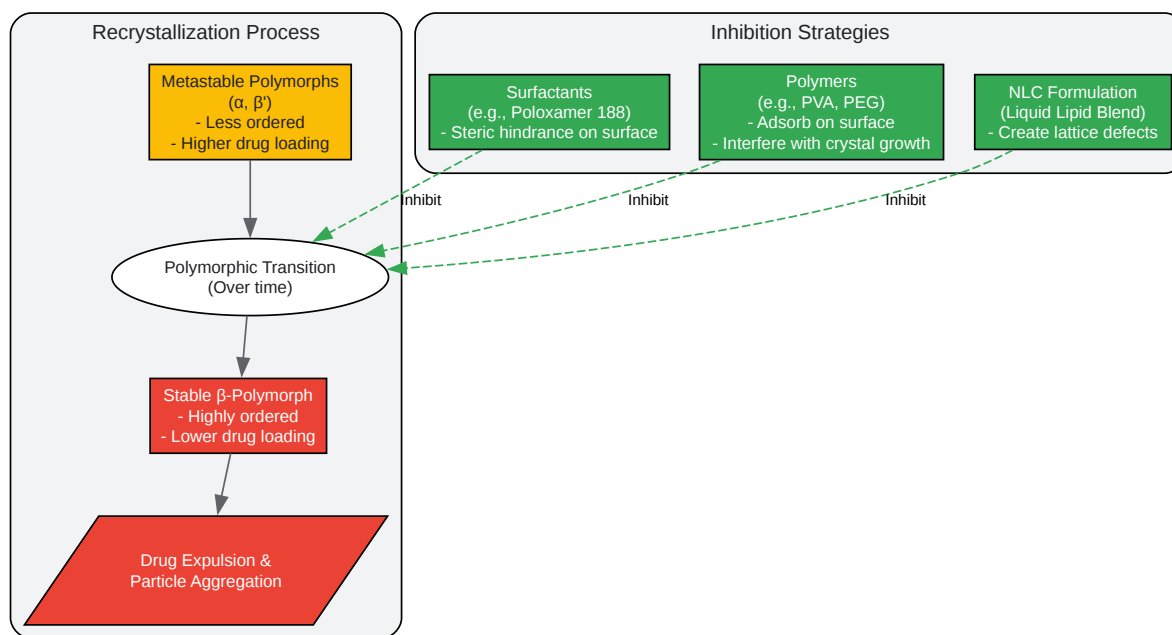 Recrystallization Process
Metastable Polymorphs
(α, β')
- Less ordered
- Higher drug loading
Polymorphic Transition
(Over time)
Stable β-Polymorph
- Highly ordered
- Lower drug loading
Drug Expulsion &
Particle Aggregation
Inhibition Strategies
Surfactants
(e.g., Poloxamer 188)
- Steric hindrance on surface
Polymers
(e.g., PVA, PEG)
- Adsorb on surface
- Interfere with crystal growth
NLC Formulation
(Liquid Lipid Blend)
- Create lattice defects
Inhibit
Inhibit
Inhibit